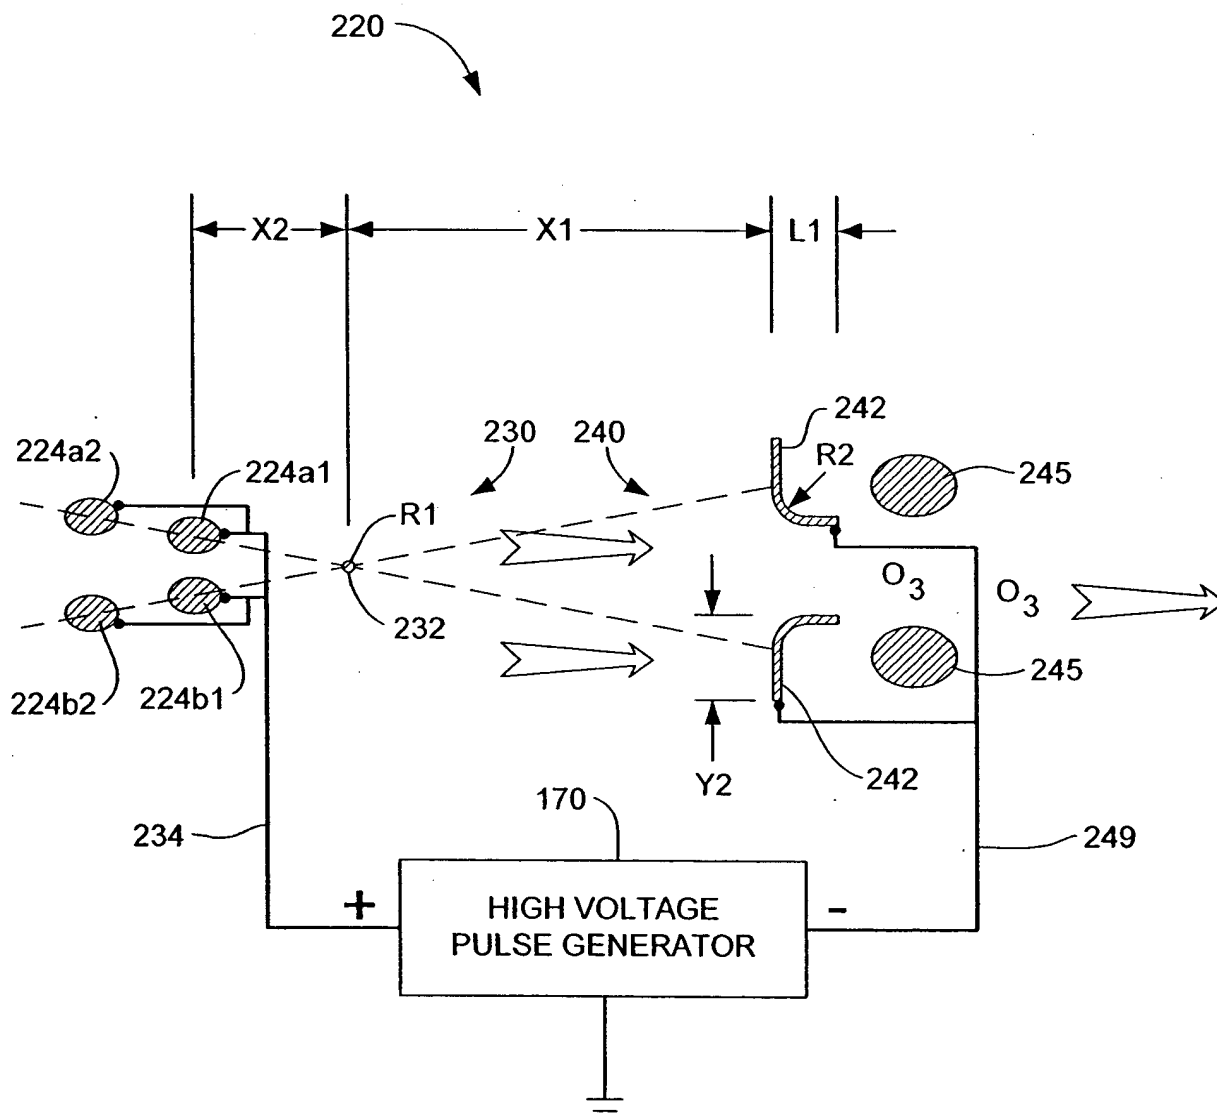 220
X2
X1
L1
224a2
224a1
230
240
242
R2
245
R1
O3
O3
232
224b2
224b1
245
Y2
242
170
234
249
+
-
HIGH VOLTAGE
PULSE GENERATOR